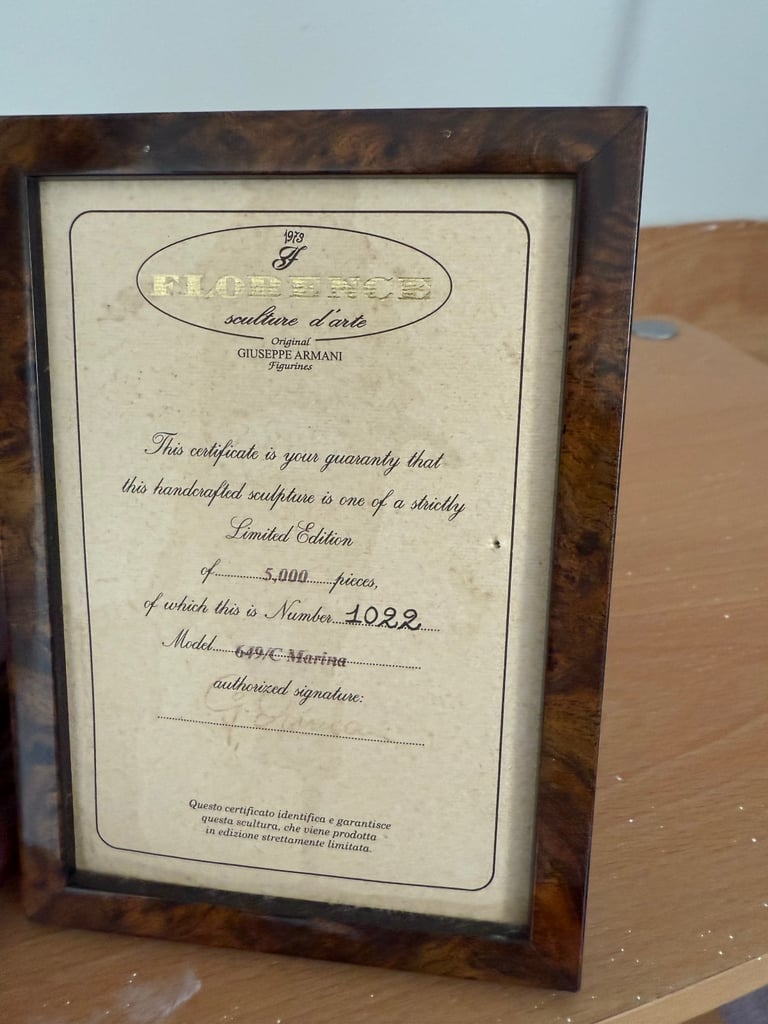 1973
FLORENCE
sculture d'arte
Original
GIUSEPPE ARMANI
Figurines
This certificate is your guaranty that
this handcrafted sculpture is one of a strictly
Limited Edition
of..............5,000.......pieces,
of which this is Number...1022....
Model.....649/C Marina..................
authorized signature:
Questo certificato identifica e garantisce
questa scultura, che viene prodotta
in edizione strettamente limitata.